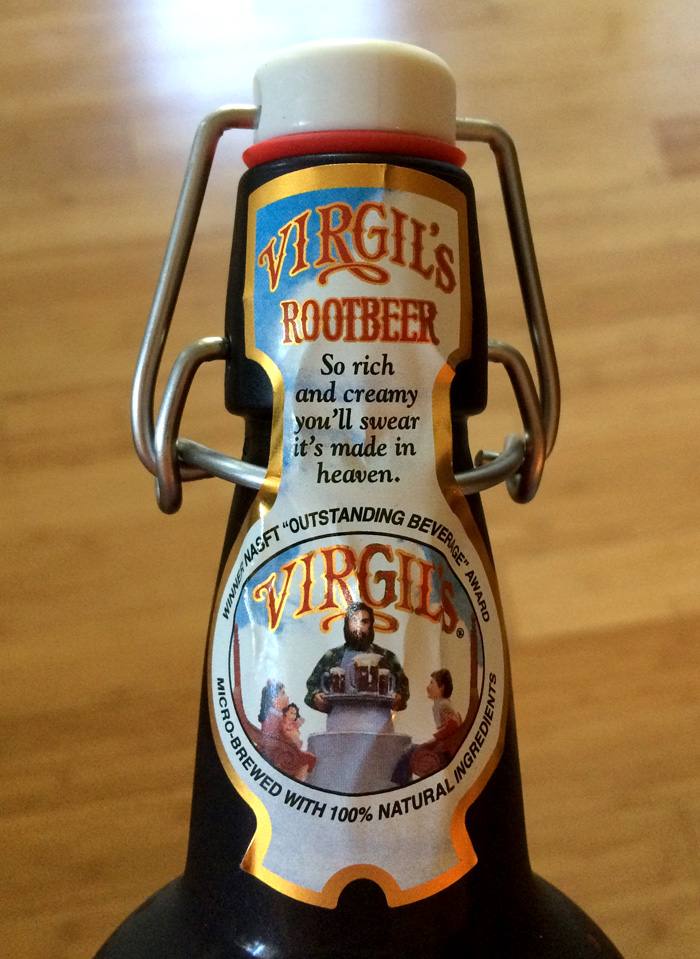 VIRGIL'S
ROOTBEER
So rich
and creamy
you'll swear
it's made in
heaven.
WINNER NASFT "OUTSTANDING BEVERAGE" AWARD
VIRGIL'S®
MICRO-BREWED WITH 100% NATURAL INGREDIENTS